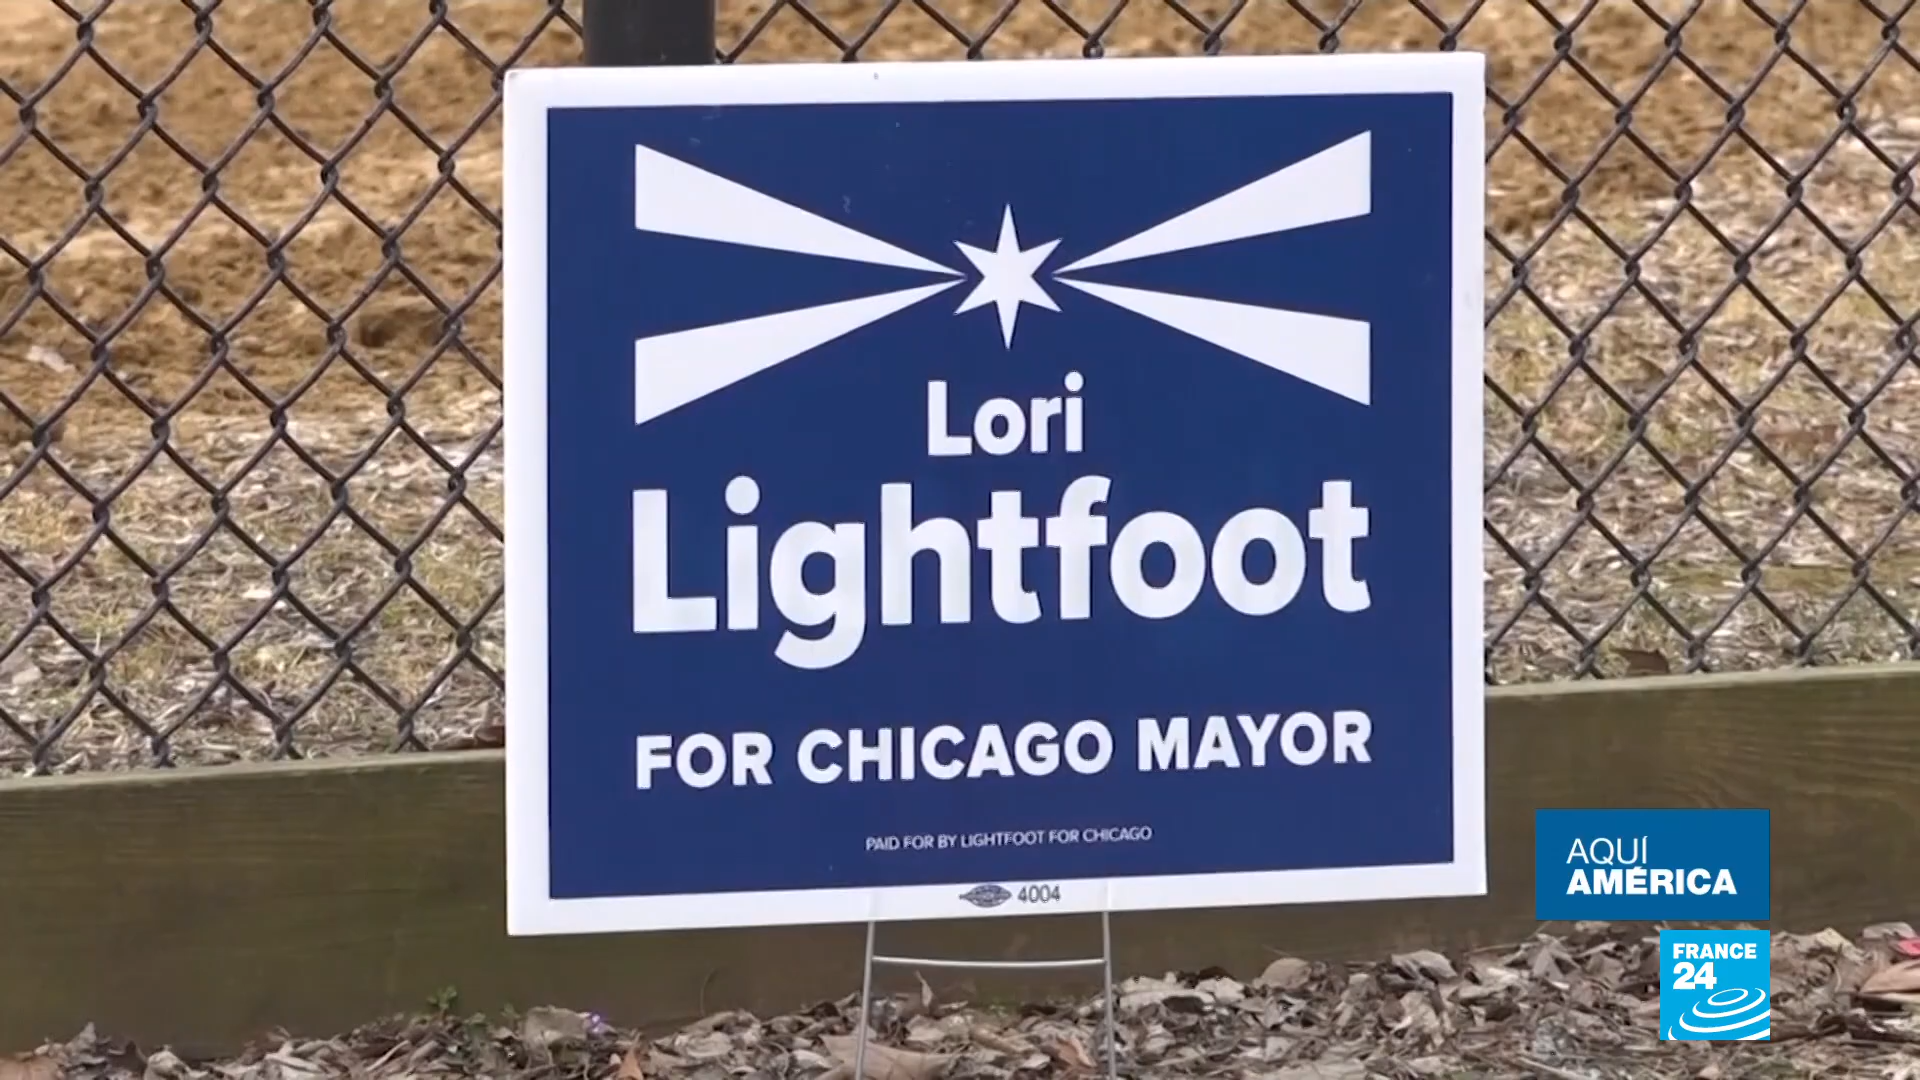 Lori
Lightfoot
FOR CHICAGO MAYOR
PAID FOR BY LIGHTFOOT FOR CHICAGO
4004
AQUÍ
AMÉRICA
FRANCE
24